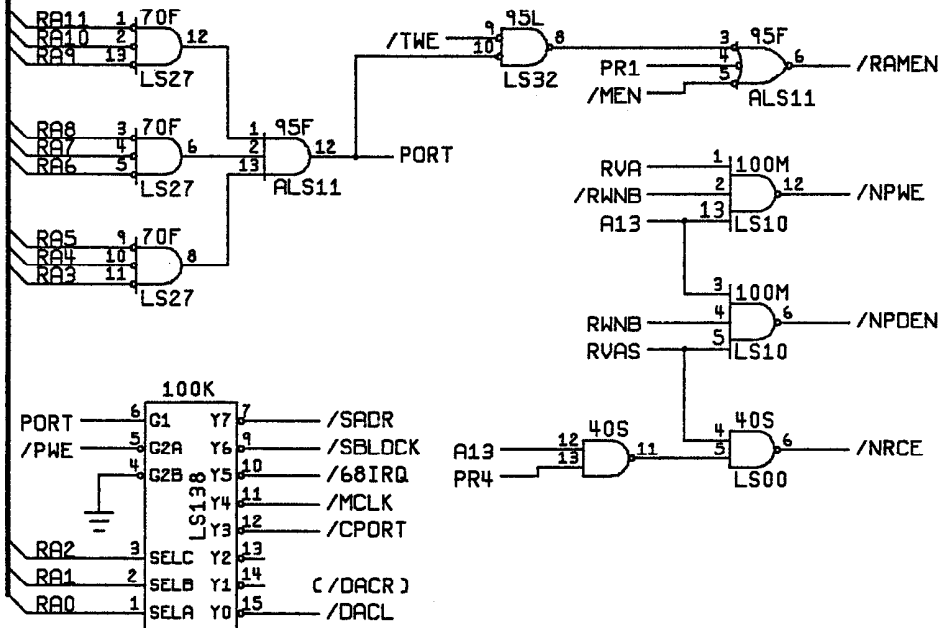 RA11 1 70F
RA10 2 12
RA9 13
LS27
RA8 3 70F
RA7 4 6
RA6 5
LS27
RA5 9 70F
RA4 10 8
RA3 11
LS27
1 95F
2 12 PORT
13
ALS11
95L
/TWE 9
10 8
LS32
3 95F
PR1 4 6 /RAMEN
/MEN 5
ALS11
RVA 1 100M
/RWNB 2 12 /NPWE
A13 13 LS10
3 100M
RWNB 4 6 /NPDEN
RVAS 5 LS10
40S
A13 12
PR4 13 11
40S
4
5 6 /NRCE
LS00
100K
PORT 6 G1 Y7 7 /SADR
/PWE 5 G2A Y6 9 /SBLOCK
4 G2B Y5 10 /68IRQ
Y4 11 /MCLK
LS138
Y3 12 /CPORT
RA2 3 SELC Y2 13
RA1 2 SELB Y1 14 (/DACR)
RA0 1 SELA Y0 15 /DACL